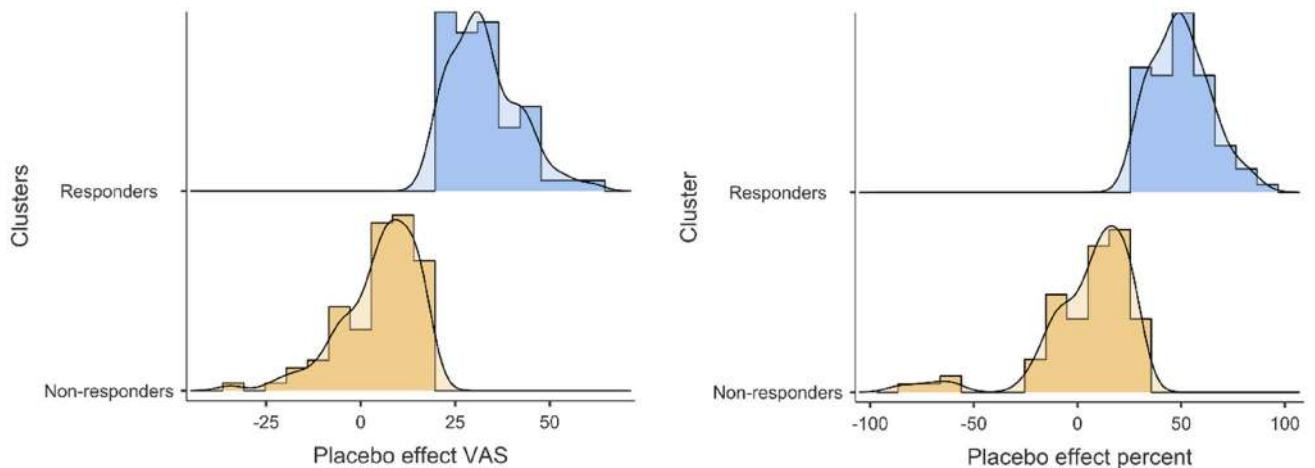 Clusters
Responders
Non-responders
-25 0 25 50
Placebo effect VAS
Cluster
Responders
Non-responders
-100 -50 0 50 100
Placebo effect percent